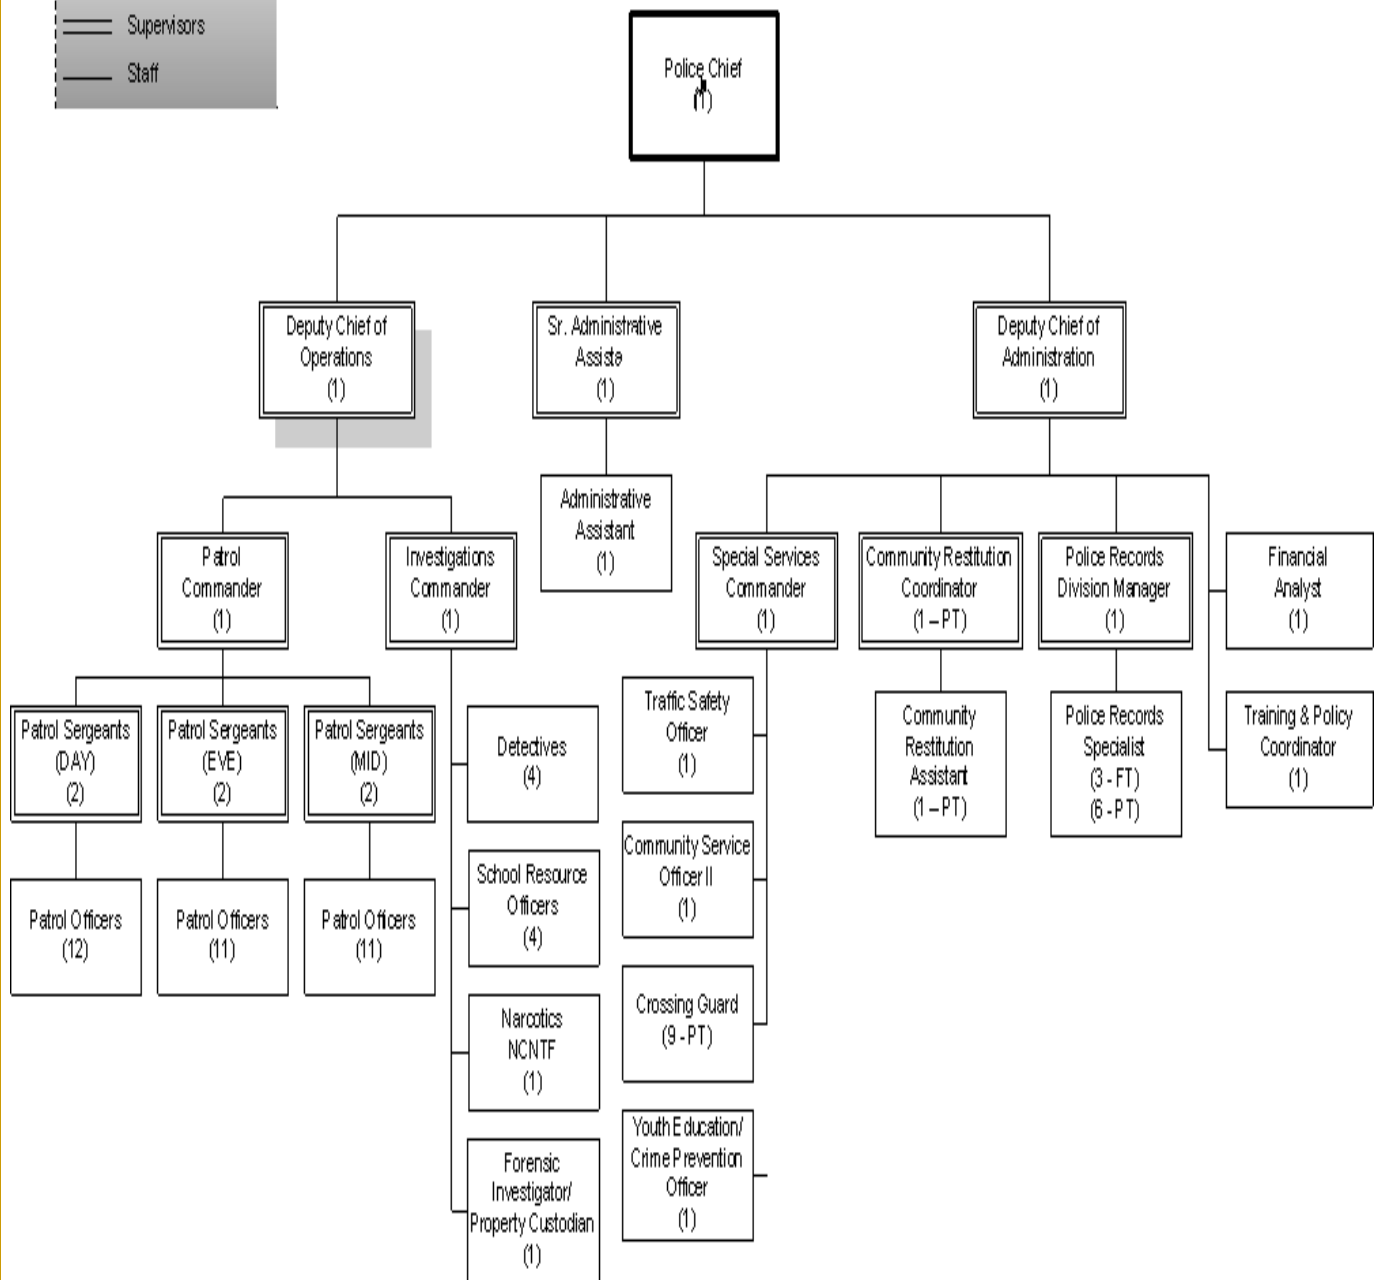 Supervisors
Staff
Police Chief
(1)
Deputy Chief of
Operations
(1)
Sr. Administrative
Assista
(1)
Deputy Chief of
Administration
(1)
Administrative
Assistant
(1)
Patrol
Commander
(1)
Investigations
Commander
(1)
Special Services
Commander
(1)
Community Restitution
Coordinator
(1 – PT)
Police Records
Division Manager
(1)
Financial
Analyst
(1)
Patrol Sergeants
(DAY)
(2)
Patrol Sergeants
(EVE)
(2)
Patrol Sergeants
(MID)
(2)
Detectives
(4)
Traffic Safety
Officer
(1)
Community
Restitution
Assistant
(1 – PT)
Police Records
Specialist
(3 - FT)
(6 - PT)
Training & Policy
Coordinator
(1)
Patrol Officers
(12)
Patrol Officers
(11)
Patrol Officers
(11)
School Resource
Officers
(4)
Community Service
Officer II
(1)
Narcotics
NCNTF
(1)
Crossing Guard
(9 - PT)
Forensic
Investigator/
Property Custodian
(1)
Youth Education/
Crime Prevention
Officer
(1)